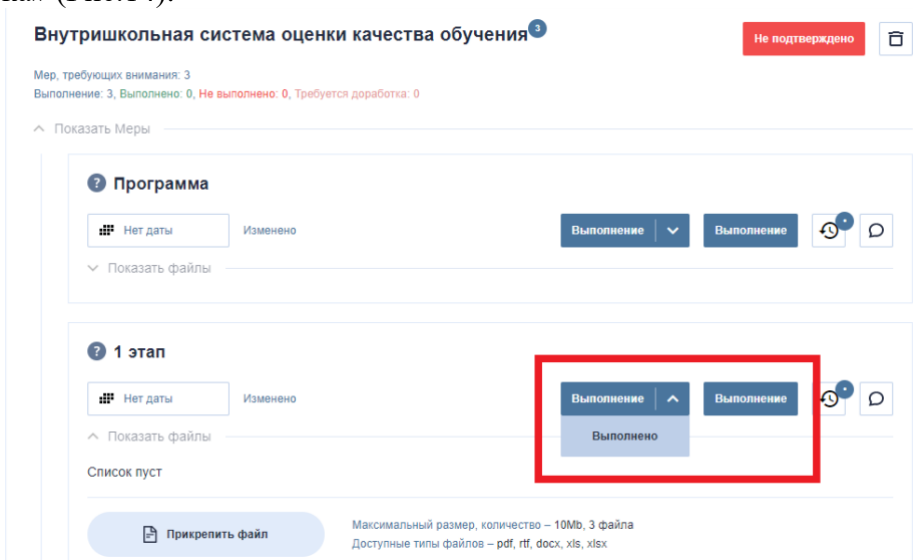 (Рис.14).
Внутришкольная система оценки качества обучения 3
Не подтверждено
Мер, требующих внимания: 3
Выполнение: 3, Выполнено: 0, Не выполнено: 0, Требуется доработка: 0
Показать Меры
? Программа
Нет даты Изменено Выполнение Выполнение
Показать файлы
? 1 этап
Нет даты Изменено Выполнение Выполнение
Показать файлы Выполнено
Список пуст
Прикрепить файл
Максимальный размер, количество – 10Mb, 3 файла
Доступные типы файлов – pdf, rtf, docx, xls, xlsx